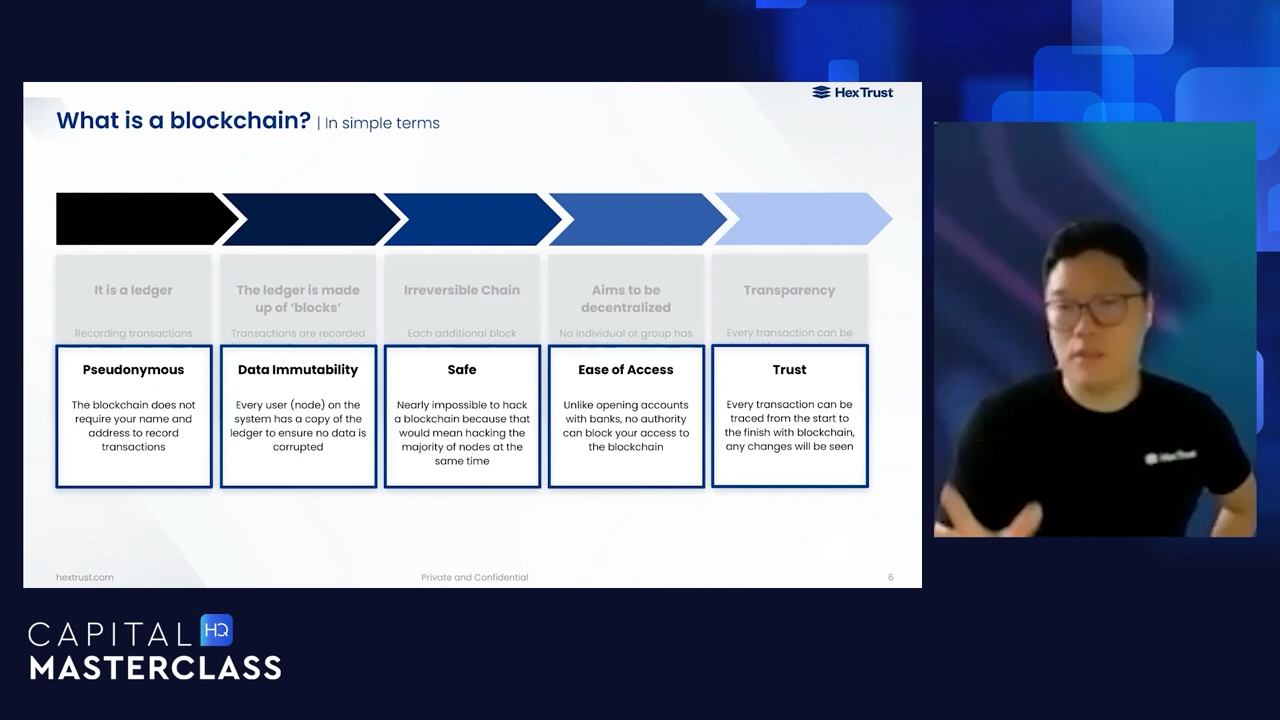 HexTrust
What is a blockchain? | In simple terms
It is a ledger
Recording transactions
The ledger is made
up of ‘blocks’
Transactions are recorded
Irreversible Chain
Each additional block
Aims to be
decentralized
No individual or group has
Transparency
Every transaction can be
Pseudonymous
The blockchain does not
require your name and
address to record
transactions
Data Immutability
Every user (node) on the
system has a copy of the
ledger to ensure no data is
corrupted
Safe
Nearly impossible to hack
a blockchain because that
would mean hacking the
majority of nodes at the
same time
Ease of Access
Unlike opening accounts
with banks, no authority
can block your access to
the blockchain
Trust
Every transaction can be
traced from the start to
the finish with blockchain,
any changes will be seen
HexTrust
hextrust.com
Private and Confidential
6
CAPITAL HQ
MASTERCLASS